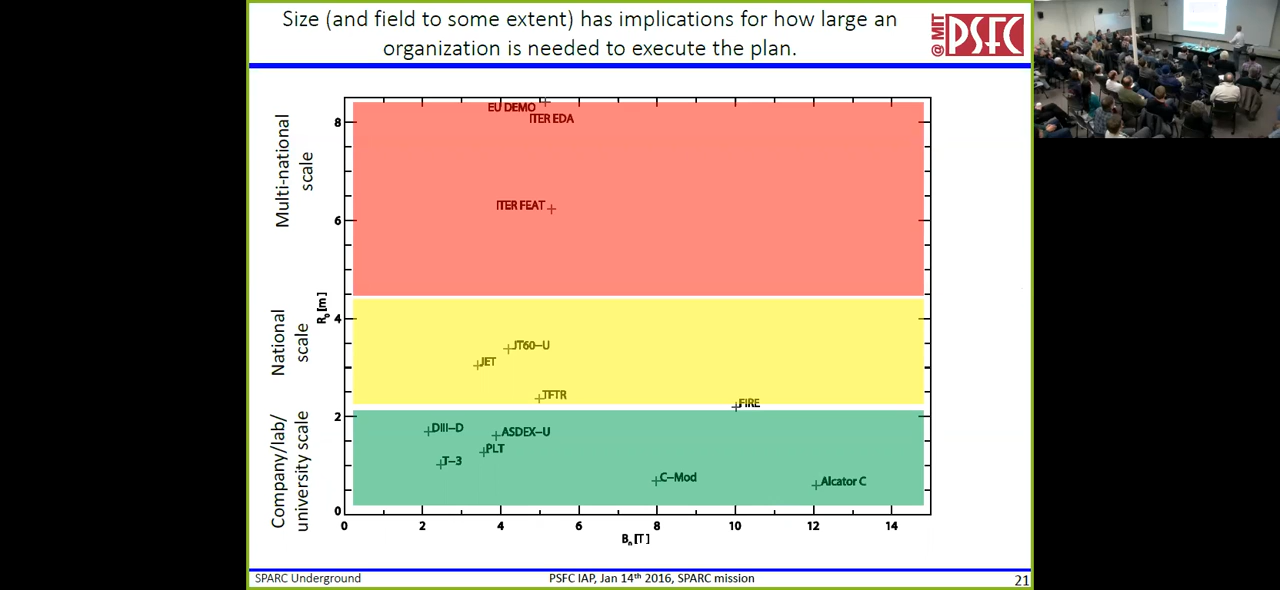 Size (and field to some extent) has implications for how large an
organization is needed to execute the plan.
@MIT
PSFC
Multi-national
scale
National
scale
Company/lab/
university scale
R₀ [m]
8
6
4
2
0
EU DEMO
ITER EDA
ITER FEAT
JT60-U
JET
TFTR
FIRE
DIII-D
ASDEX-U
PLT
T-3
C-Mod
Alcator C
0 2 4 6 8 10 12 14
B₀ [T]
SPARC Underground
PSFC IAP, Jan 14th 2016, SPARC mission
21